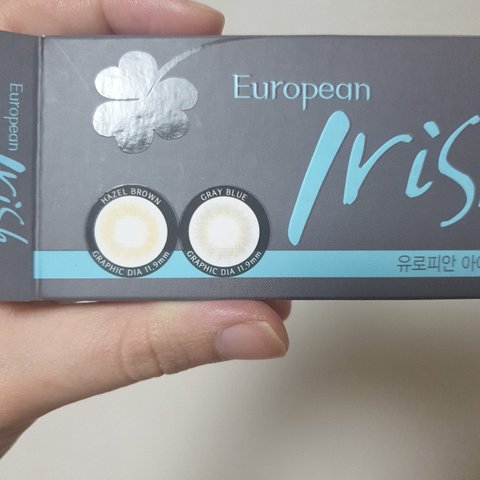 European
Irish
European
Iris
HAZEL BROWN
GRAPHIC DIA 11.9mm
GRAY BLUE
GRAPHIC DIA 11.9mm
유로피안 아이